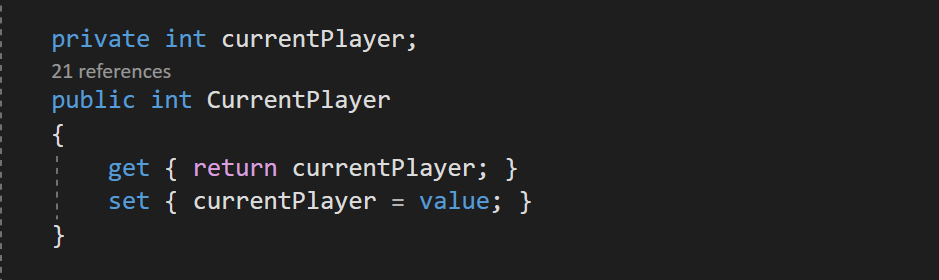 private int currentPlayer;
21 references
public int CurrentPlayer
{
get { return currentPlayer; }
set { currentPlayer = value; }
}